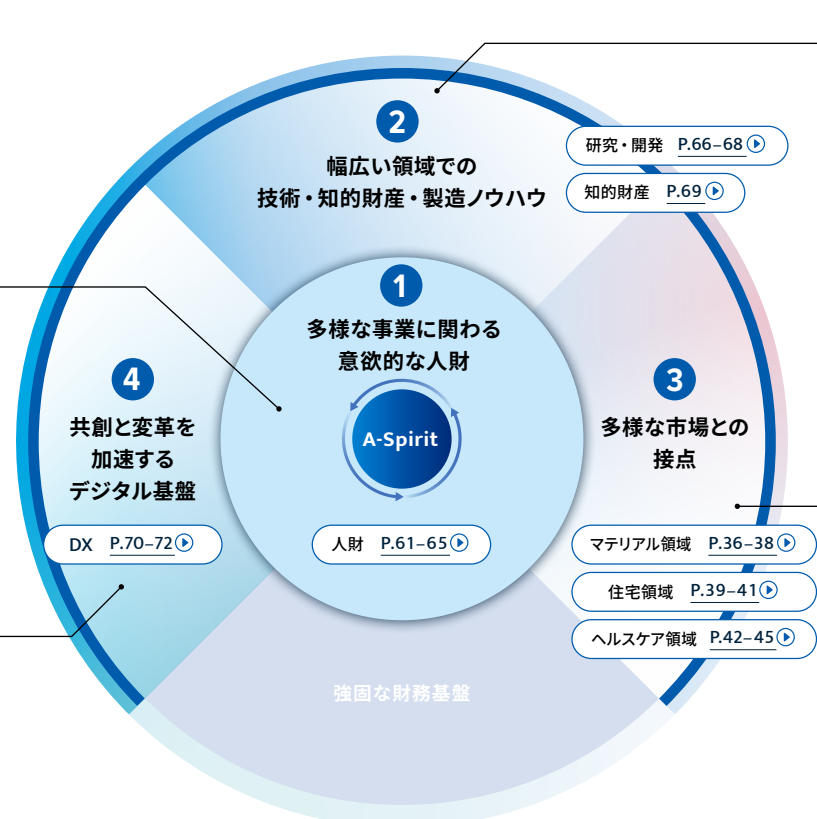 2
幅広い領域での
技術・知的財産・製造ノウハウ
研究・開発 P.66–68
知的財産 P.69
1
多様な事業に関わる
意欲的な人財
A-Spirit
人財 P.61–65
4
共創と変革を
加速する
デジタル基盤
DX P.70–72
3
多様な市場との
接点
マテリアル領域 P.36–38
住宅領域 P.39–41
ヘルスケア領域 P.42–45
強固な財務基盤